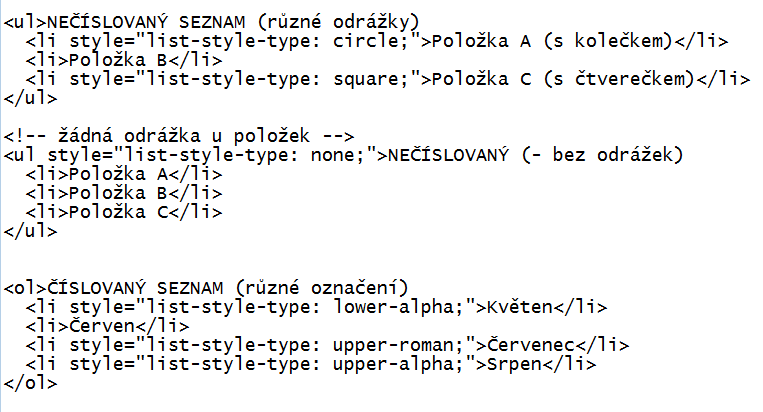 <ul>NEČÍSLOVANÝ SEZNAM (různé odrážky)
  <li style="list-style-type: circle;">Položka A (s kolečkem)</li>
  <li>Položka B</li>
  <li style="list-style-type: square;">Položka C (s čtverečkem)</li>
</ul>

<!-- žádná odrážka u položek -->
<ul style="list-style-type: none;">NEČÍSLOVANÝ (- bez odrážek)
  <li>Položka A</li>
  <li>Položka B</li>
  <li>Položka C</li>
</ul>

<ol>ČÍSLOVANÝ SEZNAM (různé označení)
  <li style="list-style-type: lower-alpha;">Květen</li>
  <li>Červen</li>
  <li style="list-style-type: upper-roman;">Červenec</li>
  <li style="list-style-type: upper-alpha;">Srpen</li>
</ol>